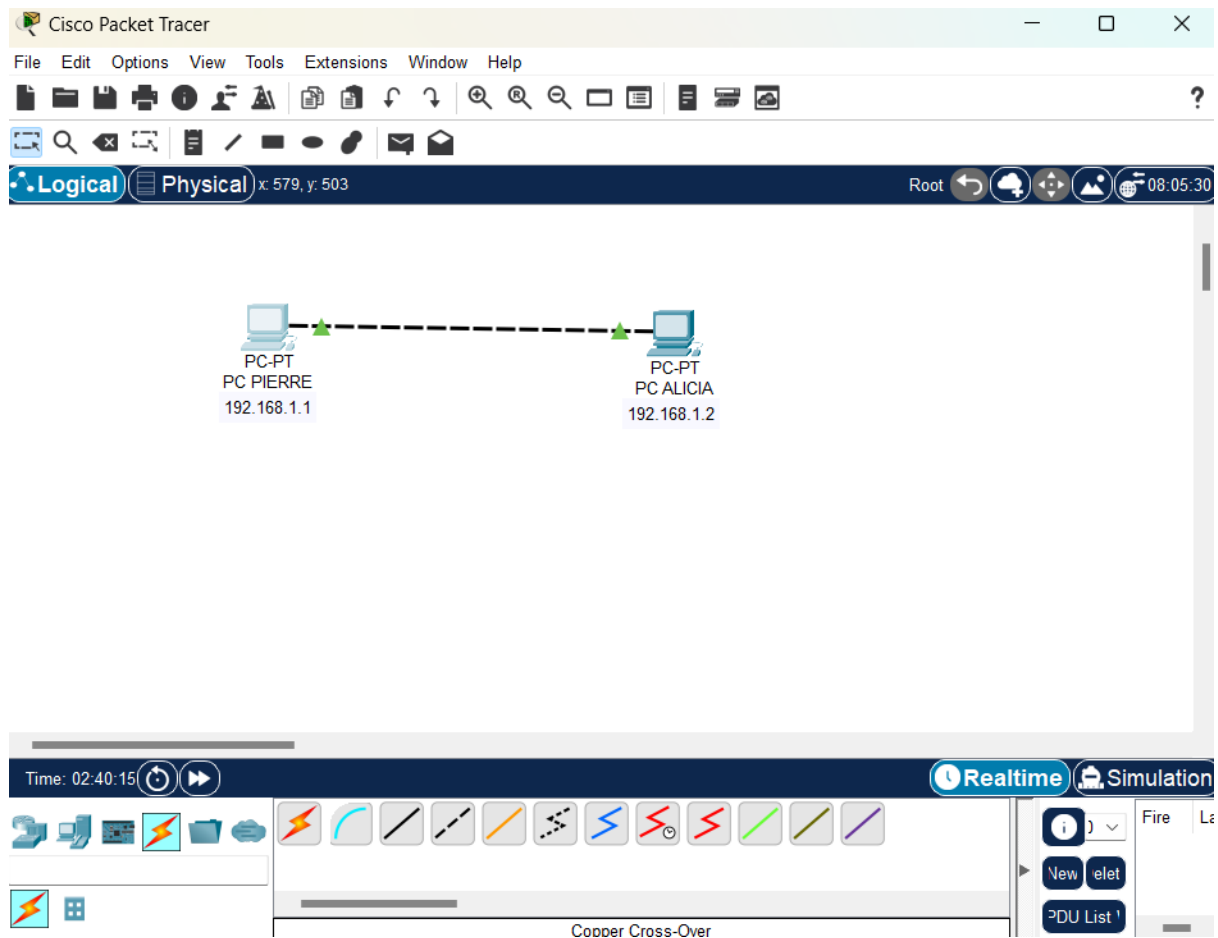 Cisco Packet Tracer
File Edit Options View Tools Extensions Window Help
?
Logical Physical x: 579, y: 503 Root 08:05:30
PC-PT
PC PIERRE
192.168.1.1
PC-PT
PC ALICIA
192.168.1.2
Time: 02:40:15 Realtime Simulation
Fire
New
PDU List
Copper Cross-Over